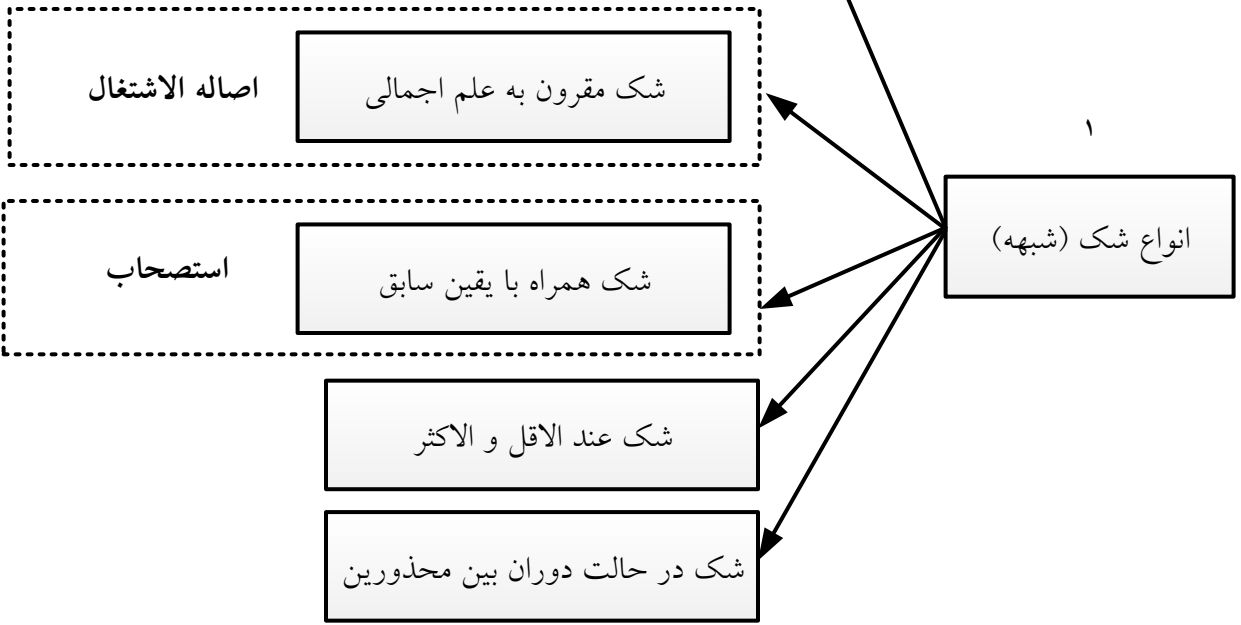 ۱
انواع شک (شبهه)
شک مقرون به علم اجمالی
اصاله الاشتغال
شک همراه با یقین سابق
استصحاب
شک عند الاقل و الاکثر
شک در حالت دوران بین محذورین